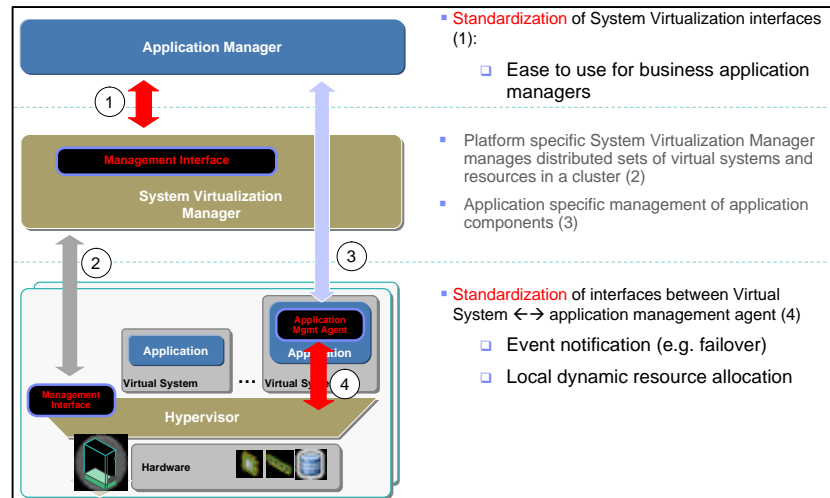 Application Manager
1
Management Interface
System Virtualization
Manager
2
3
Application
Mgmt Agent
Application
Application
Virtual System
...
Virtual System
4
Management
Interface
Hypervisor
Hardware
Standardization of System Virtualization interfaces
(1):
Ease to use for business application
managers
Platform specific System Virtualization Manager
manages distributed sets of virtual systems and
resources in a cluster (2)
Application specific management of application
components (3)
Standardization of interfaces between Virtual
System ←→ application management agent (4)
Event notification (e.g. failover)
Local dynamic resource allocation